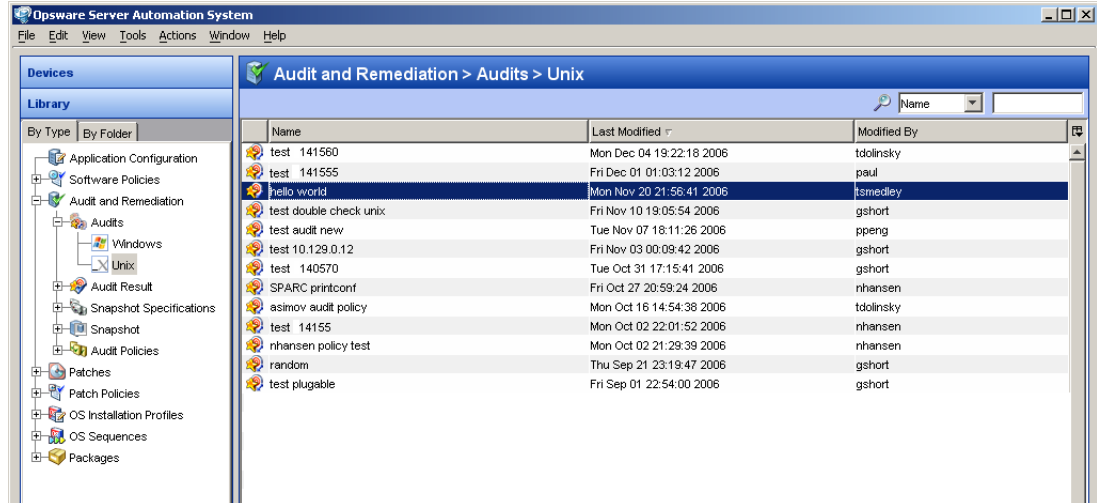 Opsware Server Automation System
File Edit View Tools Actions Window Help
Devices
Library
By Type By Folder
Application Configuration
Software Policies
Audit and Remediation
Audits
Windows
Unix
Audit Result
Snapshot Specifications
Snapshot
Audit Policies
Patches
Patch Policies
OS Installation Profiles
OS Sequences
Packages
Audit and Remediation > Audits > Unix
Name
Name Last Modified Modified By
test 141560 Mon Dec 04 19:22:18 2006 tdolinsky
test 141555 Fri Dec 01 01:03:12 2006 paul
hello world Mon Nov 20 21:56:41 2006 tsmedley
test double check unix Fri Nov 10 19:05:54 2006 gshort
test audit new Tue Nov 07 18:11:26 2006 ppeng
test 10.129.0.12 Fri Nov 03 00:09:42 2006 gshort
test 140570 Tue Oct 31 17:15:41 2006 gshort
SPARC printconf Fri Oct 27 20:59:24 2006 nhansen
asimov audit policy Mon Oct 16 14:54:38 2006 tdolinsky
test 14155 Mon Oct 02 22:01:52 2006 nhansen
nhansen policy test Mon Oct 02 21:29:39 2006 nhansen
random Thu Sep 21 23:19:47 2006 gshort
test plugable Fri Sep 01 22:54:00 2006 gshort